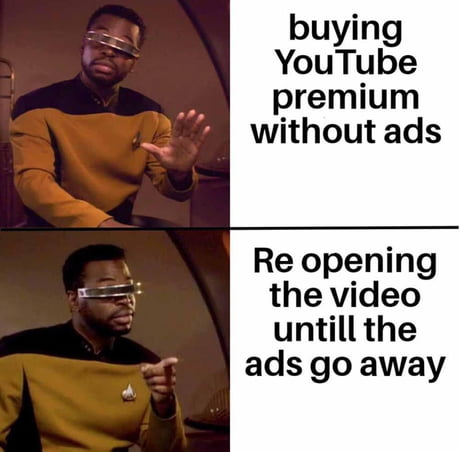 buying
YouTube
premium
without ads
Re opening
the video
untill the
ads go away